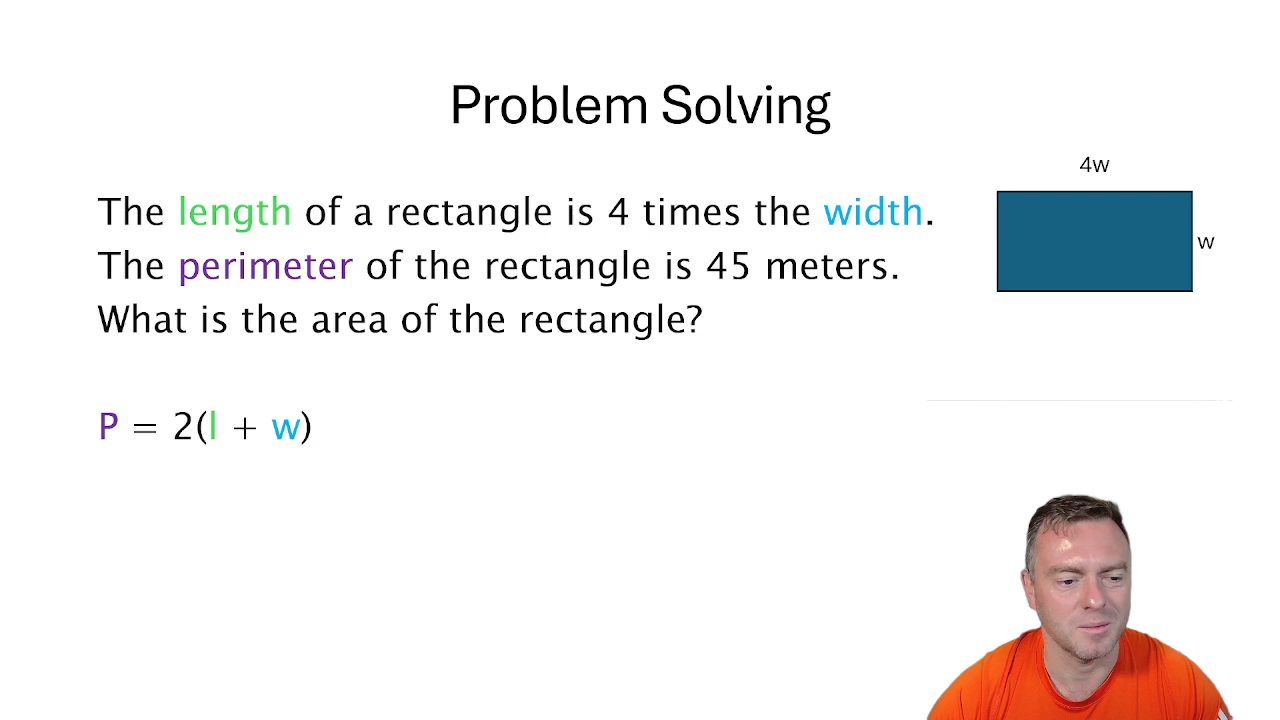 Problem Solving
4w
The length of a rectangle is 4 times the width.
w
The perimeter of the rectangle is 45 meters.
What is the area of the rectangle?
P = 2(l + w)